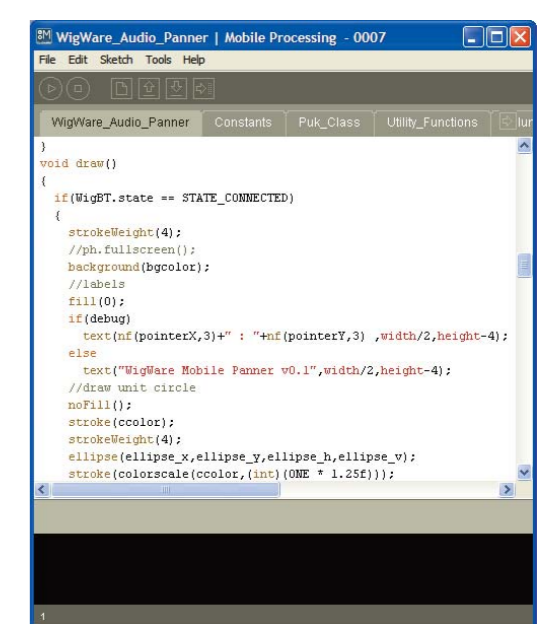 WigWare_Audio_Panner | Mobile Processing - 0007
File Edit Sketch Tools Help
WigWare_Audio_Panner Constants Puk_Class Utility_Functions
}
void draw()
{
if(WigBT.state == STATE_CONNECTED)
{
strokeWeight(4);
//ph.fullscreen();
background(bgcolor);
//labels
fill(0);
if(debug)
text(nf(pointerX,3)+" : "+nf(pointerY,3) ,width/2,height-4);
else
text("WigWare Mobile Panner v0.1",width/2,height-4);
//draw unit circle
noFill();
stroke(ccolor);
strokeWeight(4);
ellipse(ellipse_x,ellipse_y,ellipse_h,ellipse_v);
stroke(colorscale(ccolor,(int)(ONE * 1.25f)));
1